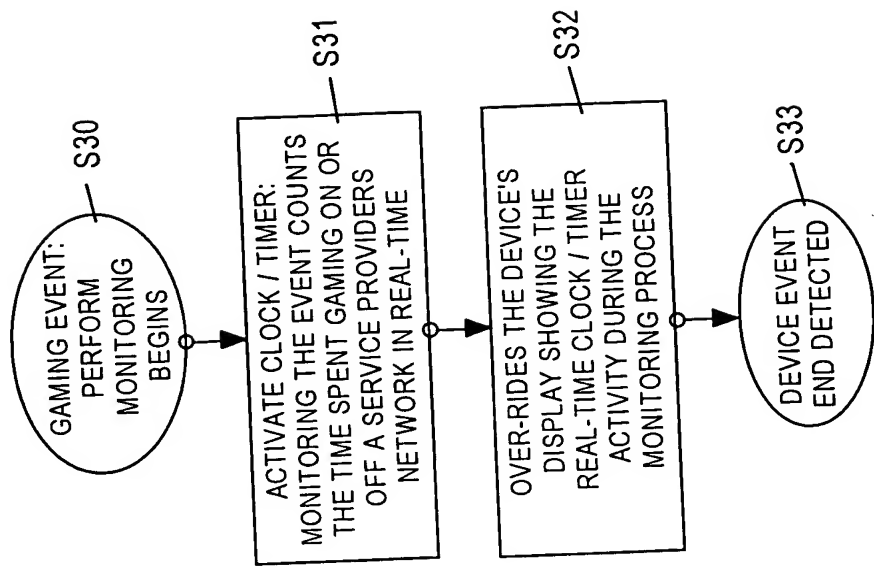 GAMING EVENT:
PERFORM
MONITORING
BEGINS
S30
ACTIVATE CLOCK / TIMER:
MONITORING THE EVENT COUNTS
THE TIME SPENT GAMING ON OR
OFF A SERVICE PROVIDERS
NETWORK IN REAL-TIME
S31
OVER-RIDES THE DEVICE'S
DISPLAY SHOWING THE
REAL-TIME CLOCK / TIMER
ACTIVITY DURING THE
MONITORING PROCESS
S32
DEVICE EVENT
END DETECTED
S33